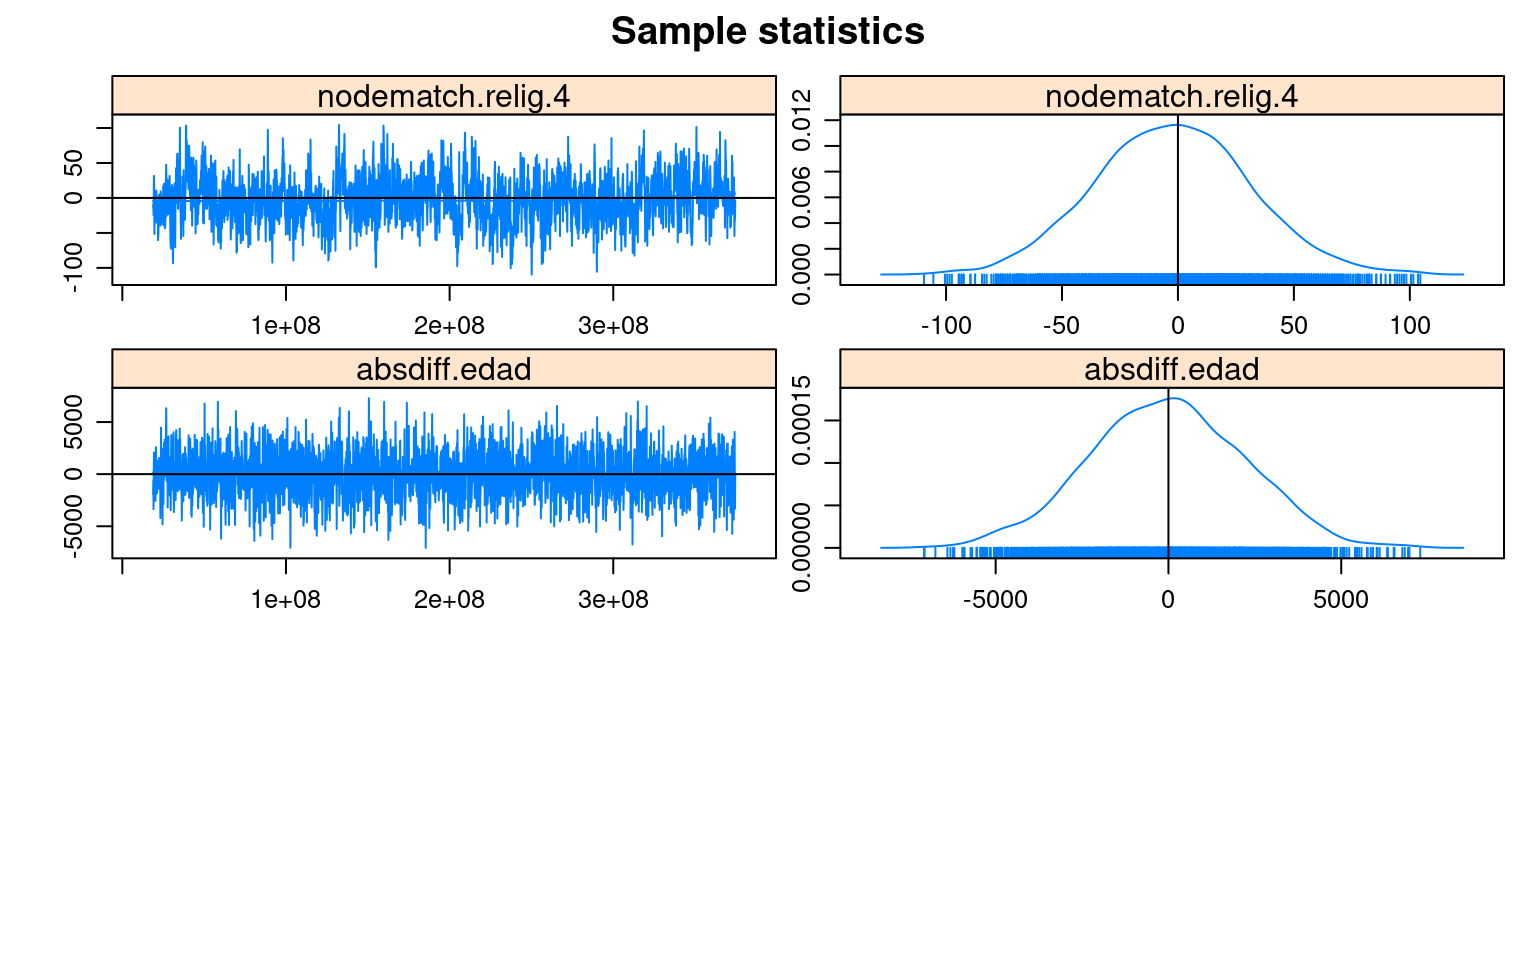 Sample statistics
nodematch.relig.4
nodematch.relig.4
-100 0 50
0.000 0.006 0.012
1e+08 2e+08 3e+08
-100 -50 0 50 100
absdiff.edad
absdiff.edad
-5000 0 5000
0.00000 0.00015
1e+08 2e+08 3e+08
-5000 0 5000